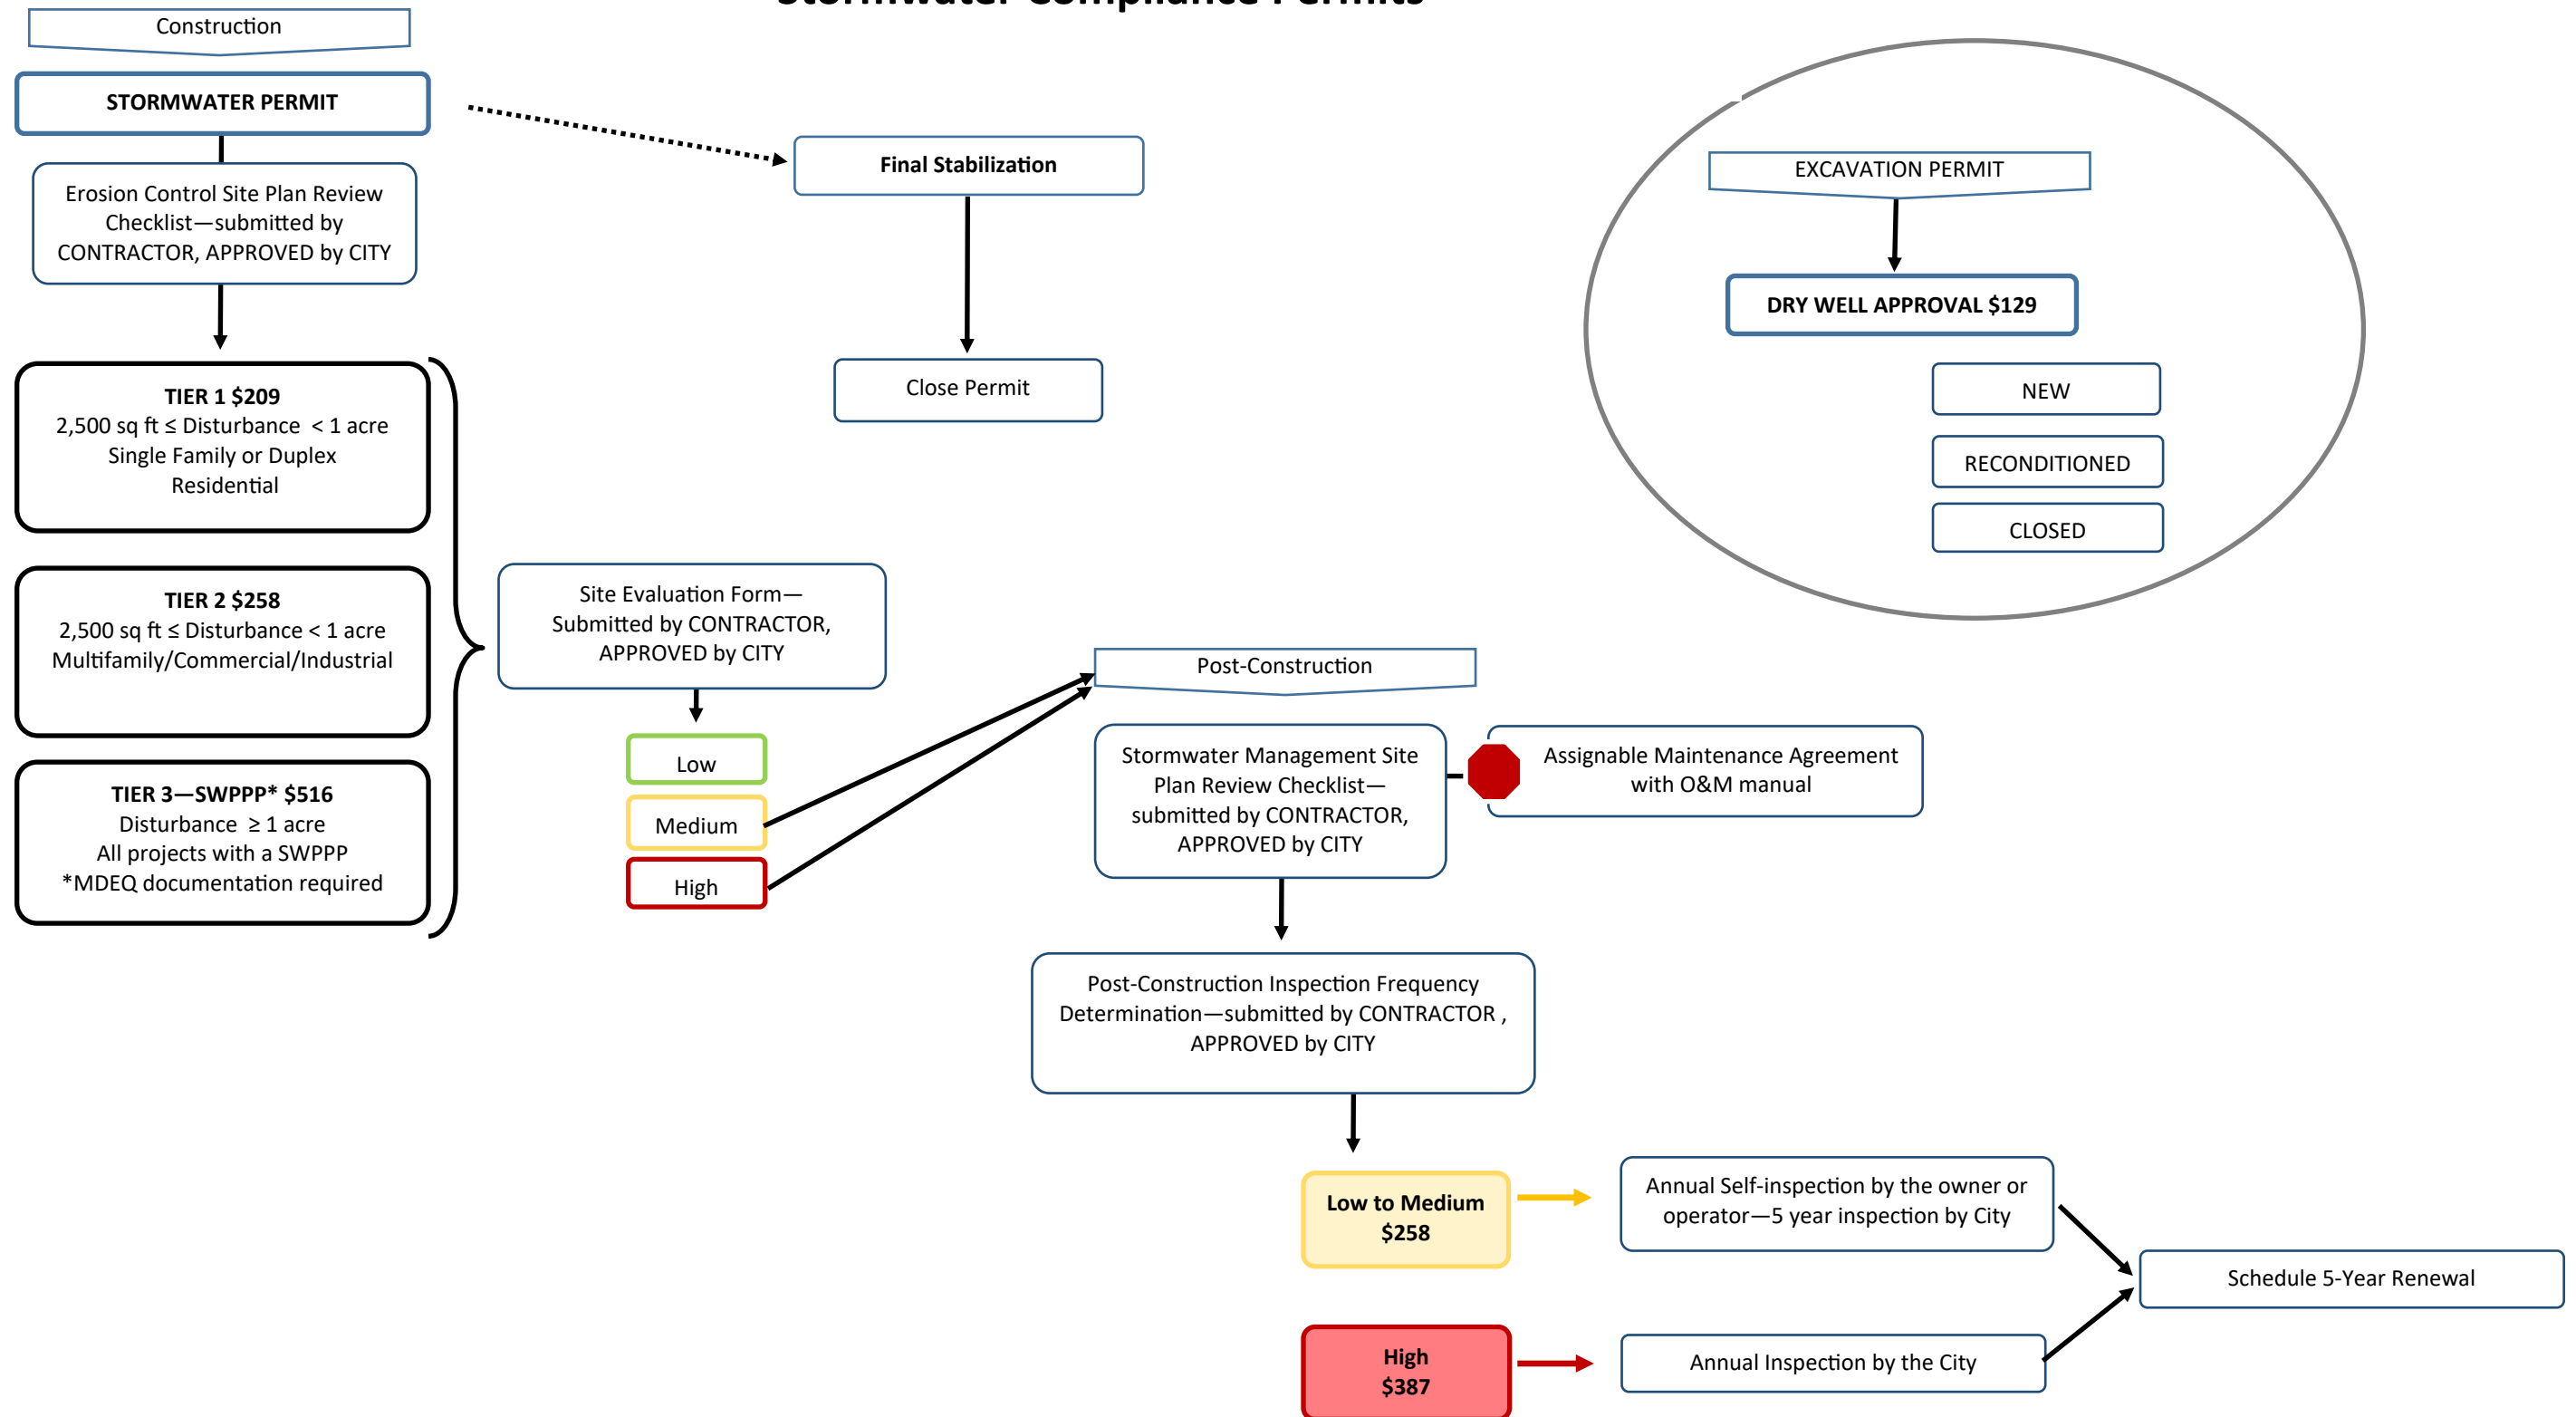 Stormwater Compliance Permits
Construction
STORMWATER PERMIT
Erosion Control Site Plan Review
Checklist—submitted by
CONTRACTOR, APPROVED by CITY
TIER 1 $209
2,500 sq ft ≤ Disturbance < 1 acre
Single Family or Duplex
Residential
TIER 2 $258
2,500 sq ft ≤ Disturbance < 1 acre
Multifamily/Commercial/Industrial
TIER 3—SWPPP* $516
Disturbance ≥ 1 acre
All projects with a SWPPP
*MDEQ documentation required
Final Stabilization
Close Permit
EXCAVATION PERMIT
DRY WELL APPROVAL $129
NEW
RECONDITIONED
CLOSED
Site Evaluation Form—
Submitted by CONTRACTOR,
APPROVED by CITY
Low
Medium
High
Post-Construction
Stormwater Management Site
Plan Review Checklist—
submitted by CONTRACTOR,
APPROVED by CITY
Assignable Maintenance Agreement
with O&M manual
Post-Construction Inspection Frequency
Determination—submitted by CONTRACTOR ,
APPROVED by CITY
Low to Medium
$258
Annual Self-inspection by the owner or
operator—5 year inspection by City
High
$387
Annual Inspection by the City
Schedule 5-Year Renewal